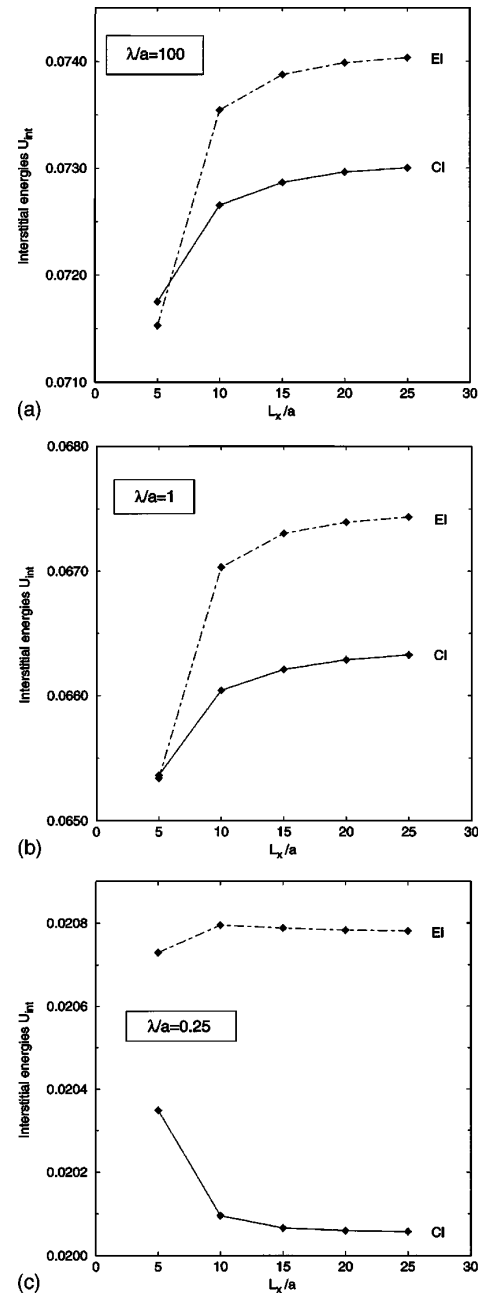 0.0740
0.0730
0.0720
0.0710
Interstitial energies U_int
λ/a=100
EI
CI
0 5 10 15 20 25 30
L_x/a
(a)
0.0680
0.0670
0.0660
0.0650
Interstitial energies U_int
λ/a=1
EI
CI
0 5 10 15 20 25 30
L_x/a
(b)
0.0208
0.0206
0.0204
0.0202
0.0200
Interstitial energies U_int
λ/a=0.25
EI
CI
0 5 10 15 20 25 30
L_x/a
(c)